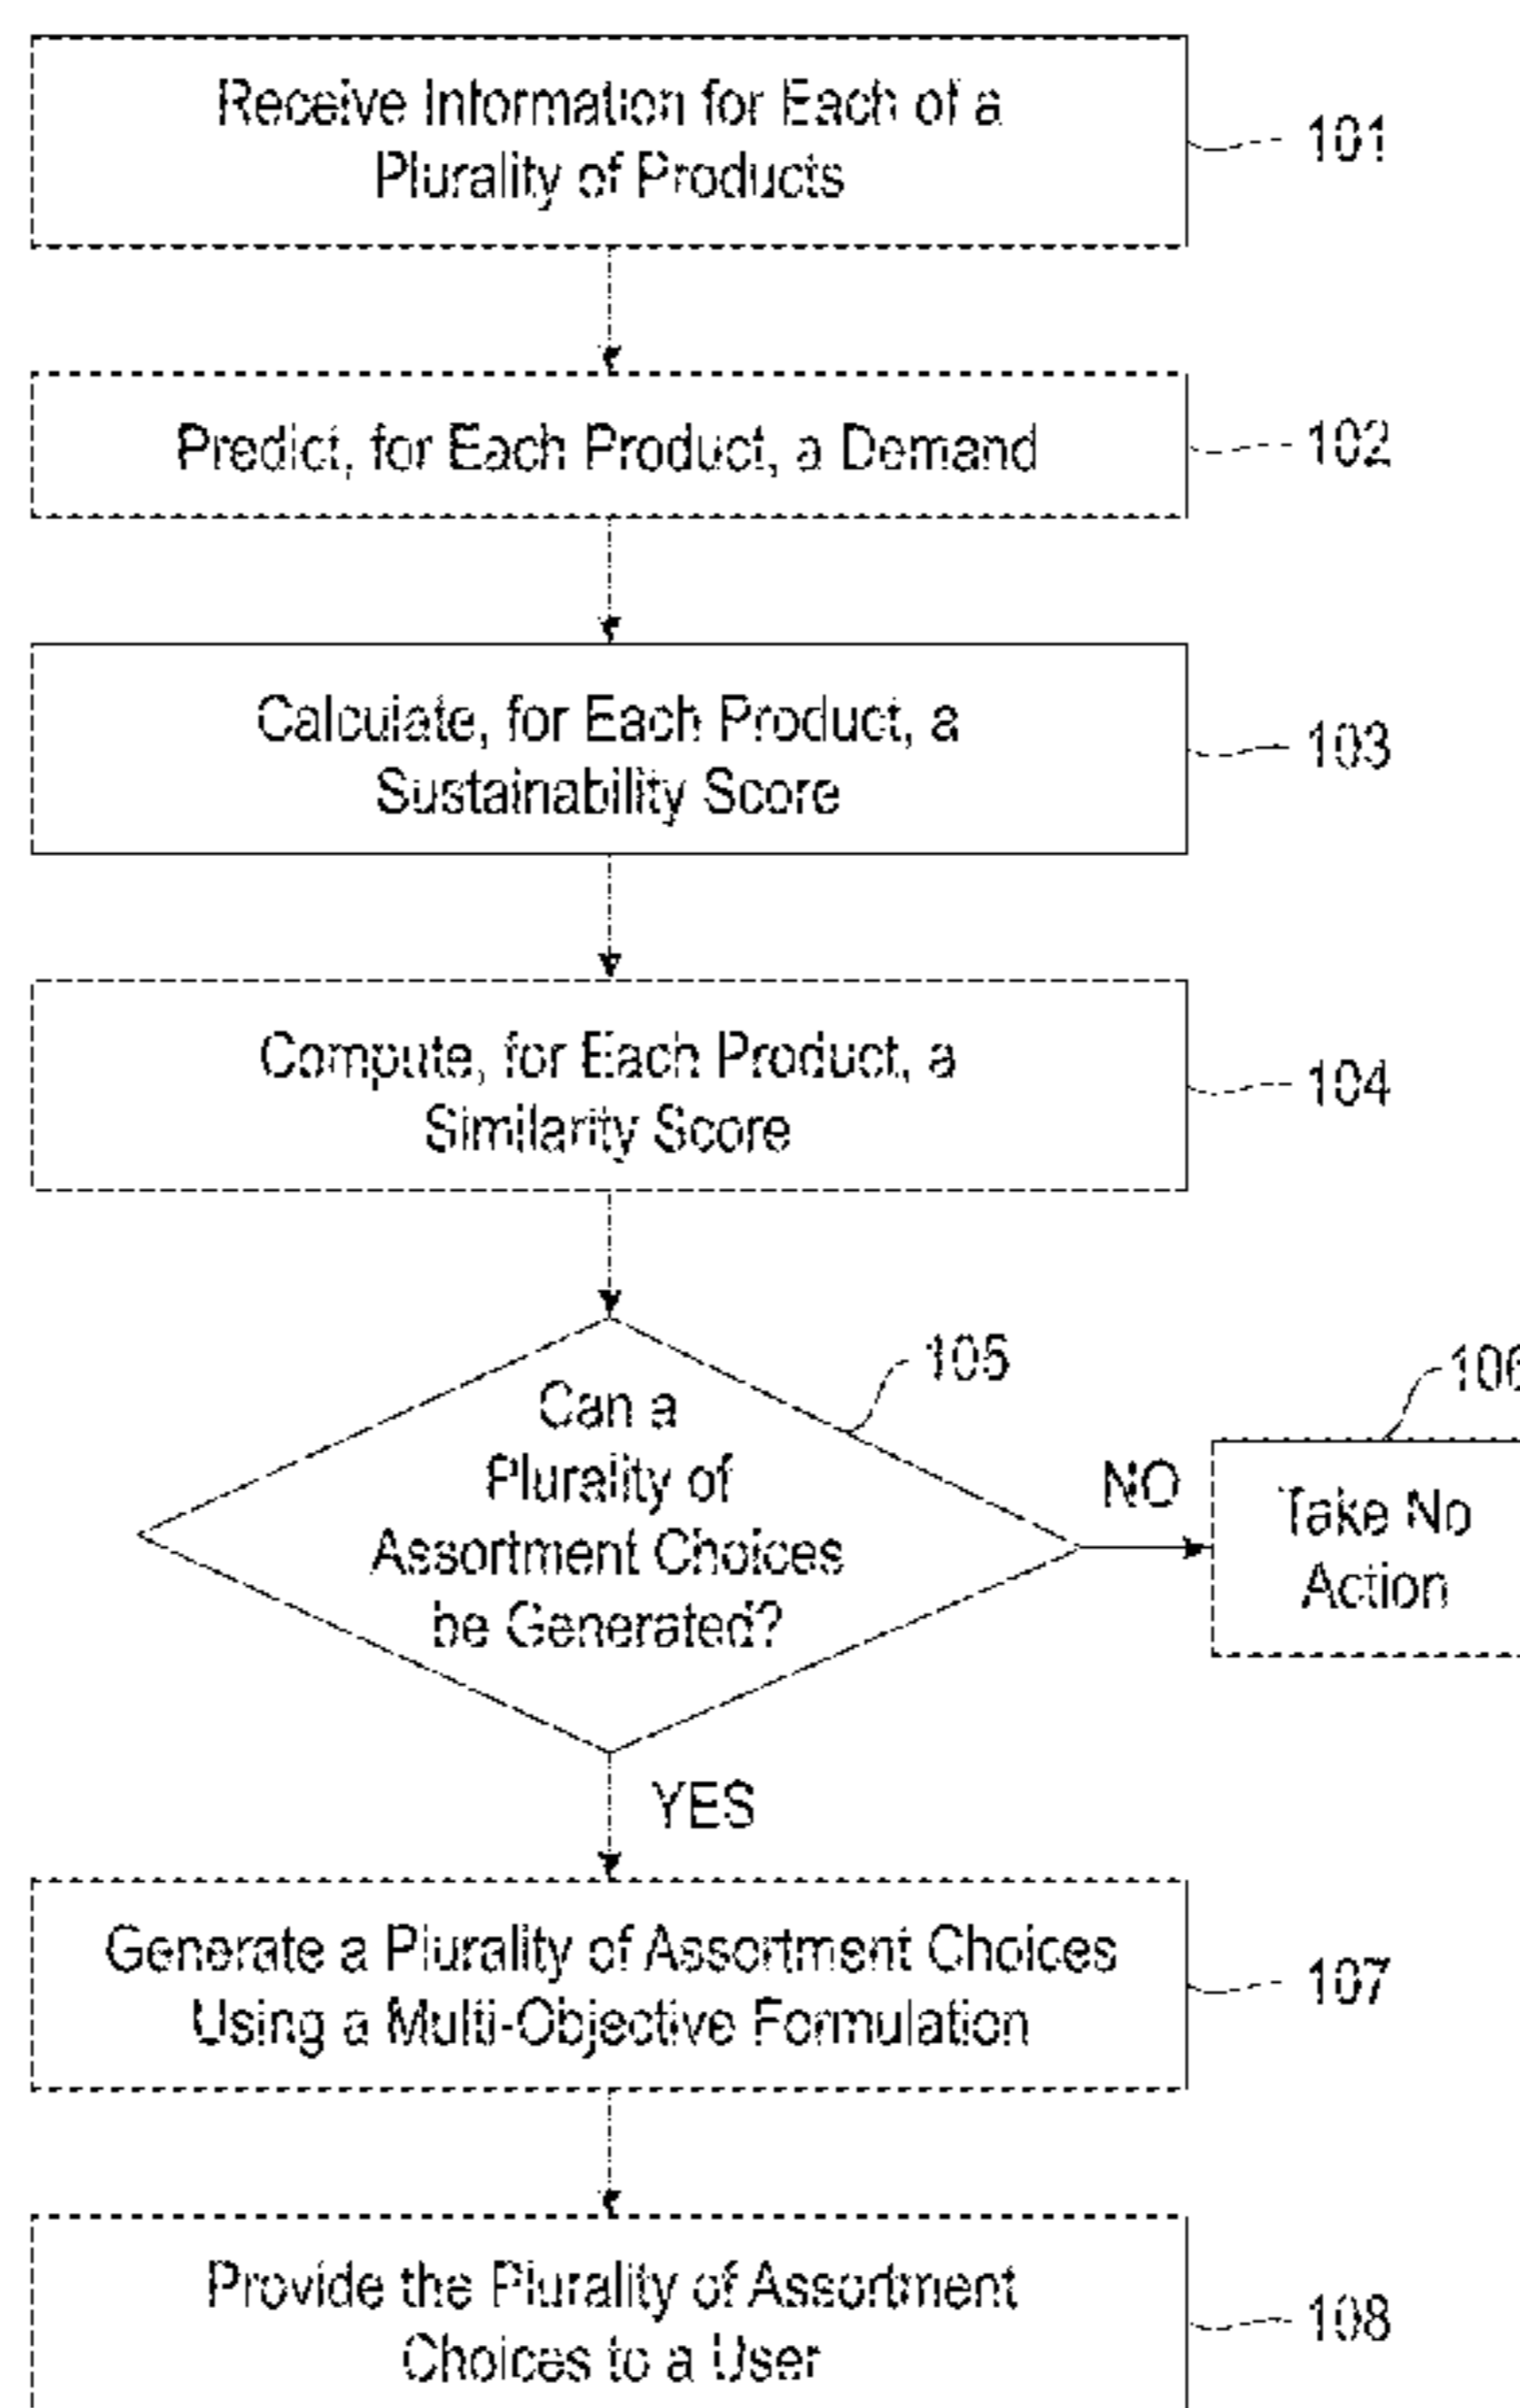 Receive Information for Each of a
Plurality of Products
101
Predict, for Each Product, a Demand
102
Calculate, for Each Product, a
Sustainability Score
103
Compute, for Each Product, a
Similarity Score
104
105
106
Can a
Plurality of
Assortment Choices
be Generated?
NO
Take No
Action
YES
Generate a Plurality of Assortment Choices
Using a Multi-Objective Formulation
107
Provide the Plurality of Assortment
Choices to a User
108